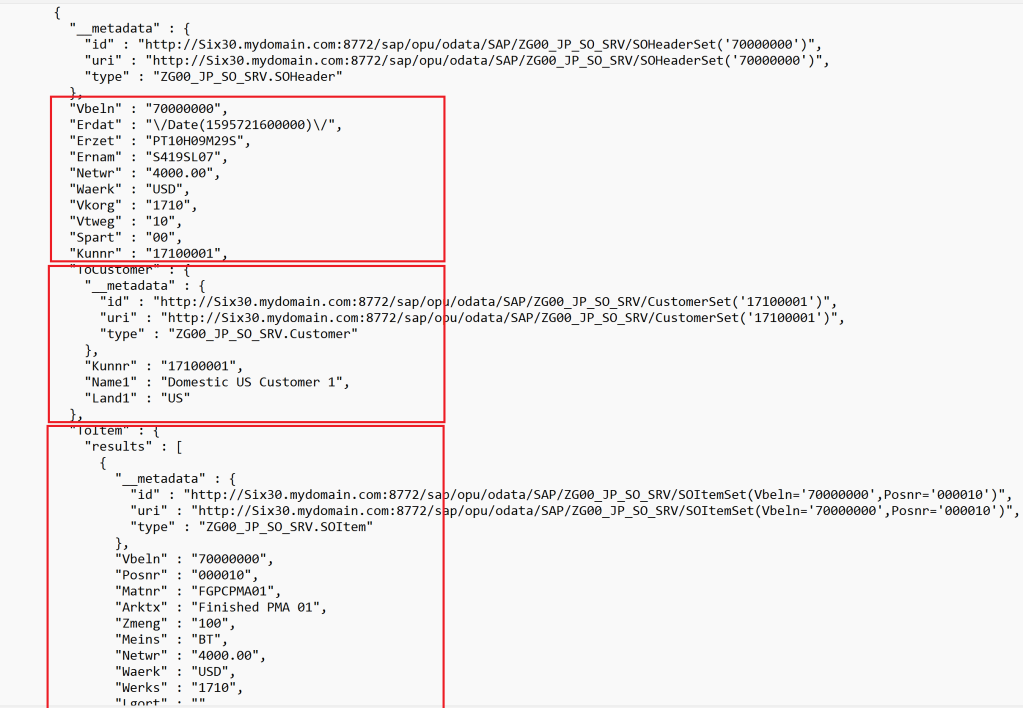 {
"__metadata" : {
"id" : "http://Six30.mydomain.com:8772/sap/opu/odata/SAP/ZG00_JP_SO_SRV/SOHeaderSet('70000000')",
"uri" : "http://Six30.mydomain.com:8772/sap/opu/odata/SAP/ZG00_JP_SO_SRV/SOHeaderSet('70000000')",
"type" : "ZG00_JP_SO_SRV.SOHeader"
},
"Vbeln" : "70000000",
"Erdat" : "\/Date(1595721600000)\/",
"Erzet" : "PT10H09M29S",
"Ernam" : "S419SL07",
"Netwr" : "4000.00",
"Waerk" : "USD",
"Vkorg" : "1710",
"Vtweg" : "10",
"Spart" : "00",
"Kunnr" : "17100001",
"ToCustomer" : {
"__metadata" : {
"id" : "http://Six30.mydomain.com:8772/sap/opu/odata/SAP/ZG00_JP_SO_SRV/CustomerSet('17100001')",
"uri" : "http://Six30.mydomain.com:8772/sap/opu/odata/SAP/ZG00_JP_SO_SRV/CustomerSet('17100001')",
"type" : "ZG00_JP_SO_SRV.Customer"
},
"Kunnr" : "17100001",
"Name1" : "Domestic US Customer 1",
"Land1" : "US"
},
"ToItem" : {
"results" : [
{
"__metadata" : {
"id" : "http://Six30.mydomain.com:8772/sap/opu/odata/SAP/ZG00_JP_SO_SRV/SOItemSet(Vbeln='70000000',Posnr='000010')",
"uri" : "http://Six30.mydomain.com:8772/sap/opu/odata/SAP/ZG00_JP_SO_SRV/SOItemSet(Vbeln='70000000',Posnr='000010')",
"type" : "ZG00_JP_SO_SRV.SOItem"
},
"Vbeln" : "70000000",
"Posnr" : "000010",
"Matnr" : "FGPCPMA01",
"Arktx" : "Finished PMA 01",
"Zmeng" : "100",
"Meins" : "BT",
"Netwr" : "4000.00",
"Waerk" : "USD",
"Werks" : "1710",
"Lgort" : ""